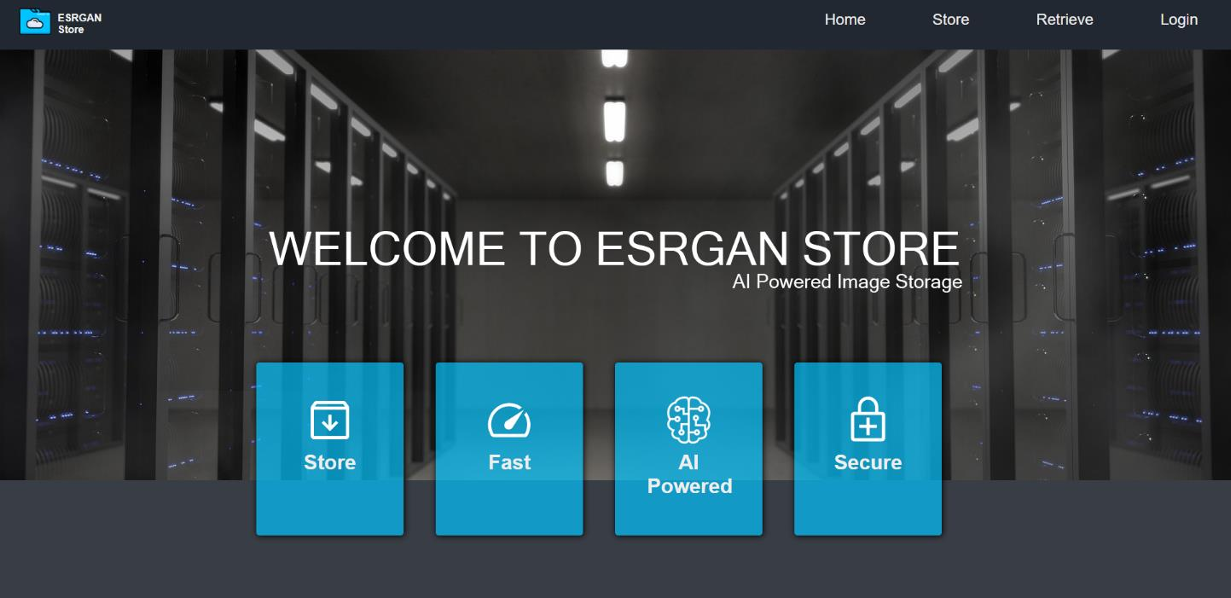 ESRGAN
Store
Home
Store
Retrieve
Login
WELCOME TO ESRGAN STORE
AI Powered Image Storage
Store
Fast
AI
Powered
Secure